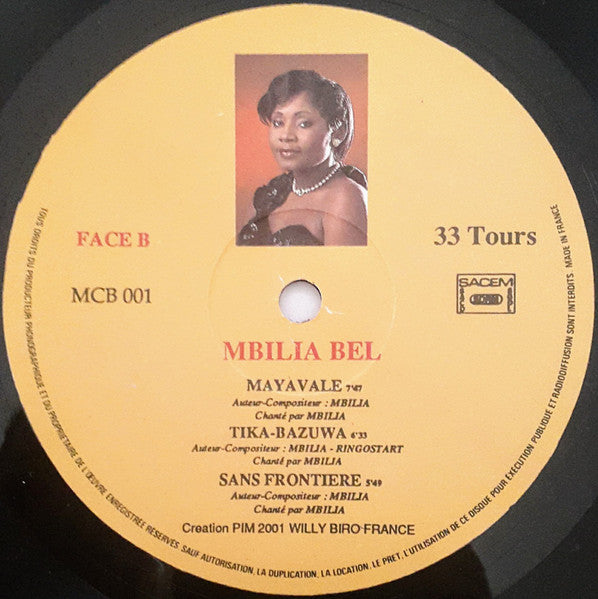 FACE B
33 Tours
MCB 001
SACEM
MBILIA BEL
MAYAVALE 7'47
Auteur-Compositeur : MBILIA
Chanté par MBILIA
TIKA-BAZUWA 6'33
Auteur-Compositeur : MBILIA - RINGOSTART
Chanté par MBILIA
SANS FRONTIERE 5'49
Auteur-Compositeur : MBILIA
Chanté par MBILIA
Creation PIM 2001 WILLY BIRO-FRANCE
TOUS DROITS DU PRODUCTEUR PHONOGRAPHIQUE ET DU PROPRIETAIRE DE L'ŒUVRE ENREGISTREE RÉSERVES. SAUF AUTORISATION, LA DUPLICATION, LA LOCATION, LE PRET, L'UTILISATION DE CE DISQUE POUR EXECUTION PUBLIQUE ET RADIODIFFUSION SONT INTERDITS MADE IN FRANCE